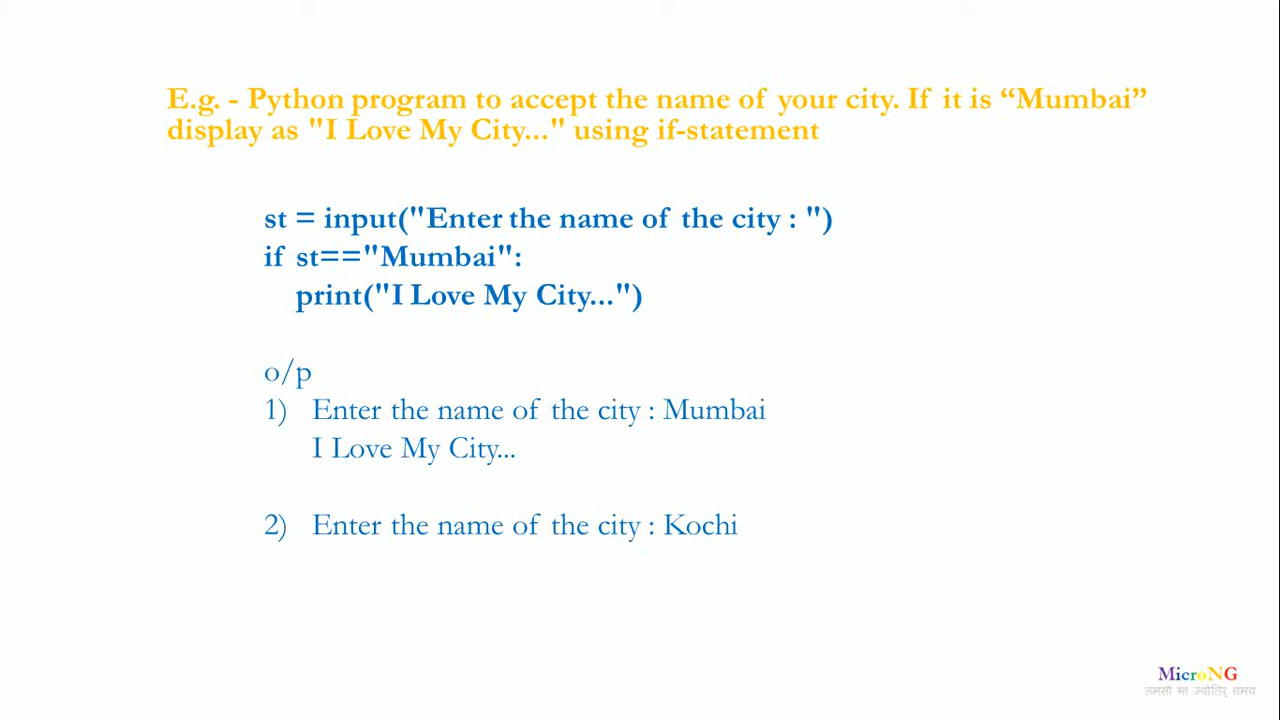 E.g. - Python program to accept the name of your city. If it is “Mumbai”
display as "I Love My City..." using if-statement
st = input("Enter the name of the city : ")
if st=="Mumbai":
print("I Love My City...")
o/p
1) Enter the name of the city : Mumbai
I Love My City...
2) Enter the name of the city : Kochi
MicroNG
तमसो मा ज्योतिर् गमय